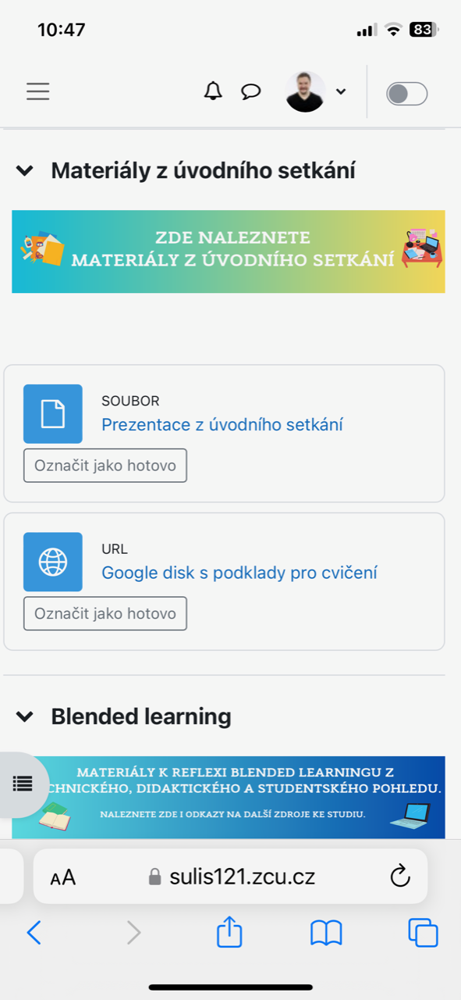 10:47
83
Materiály z úvodního setkání
ZDE NALEZNETE
MATERIÁLY Z ÚVODNÍHO SETKÁNÍ
SOUBOR
Prezentace z úvodního setkání
Označit jako hotovo
URL
Google disk s podklady pro cvičení
Označit jako hotovo
Blended learning
MATERIÁLY K REFLEXI BLENDED LEARNINGU Z
CHNICKÉHO, DIDAKTICKÉHO A STUDENTSKÉHO POHLEDU.
NALEZNETE ZDE I ODKAZY NA DALŠÍ ZDROJE KE STUDIU.
AA
sulis121.zcu.cz